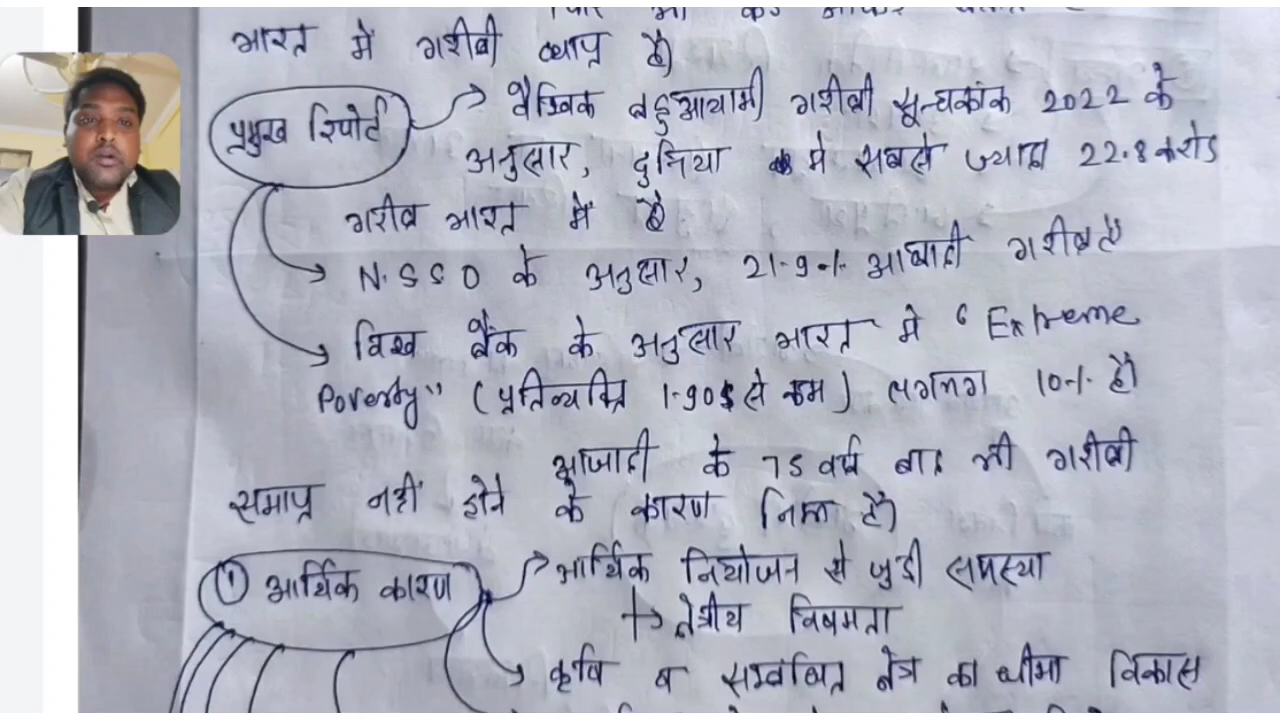 भारत में गरीबी व्याप्त है।
प्रमुख रिपोर्ट
वैश्विक बहुआयामी गरीबी सूचकांक 2022 के
अनुसार, दुनिया में सबसे ज्यादा 22.8 करोड
गरीब भारत में है
N.S.S.O के अनुसार, 21.9% आबादी गरीब है
विश्व बैंक के अनुसार भारत में "Extreme
Poverty" (प्रतिव्यक्ति 1.90$ से कम) लगभग 10% है।
आजादी के 75 वर्ष बाद भी गरीबी
समाप्त नहीं होने के कारण निम्न है।
① आर्थिक कारण
आर्थिक नियोजन से जुडी समस्या
क्षेत्रीय विषमता
कृषि व सम्बंधित क्षेत्र का धीमा विकास